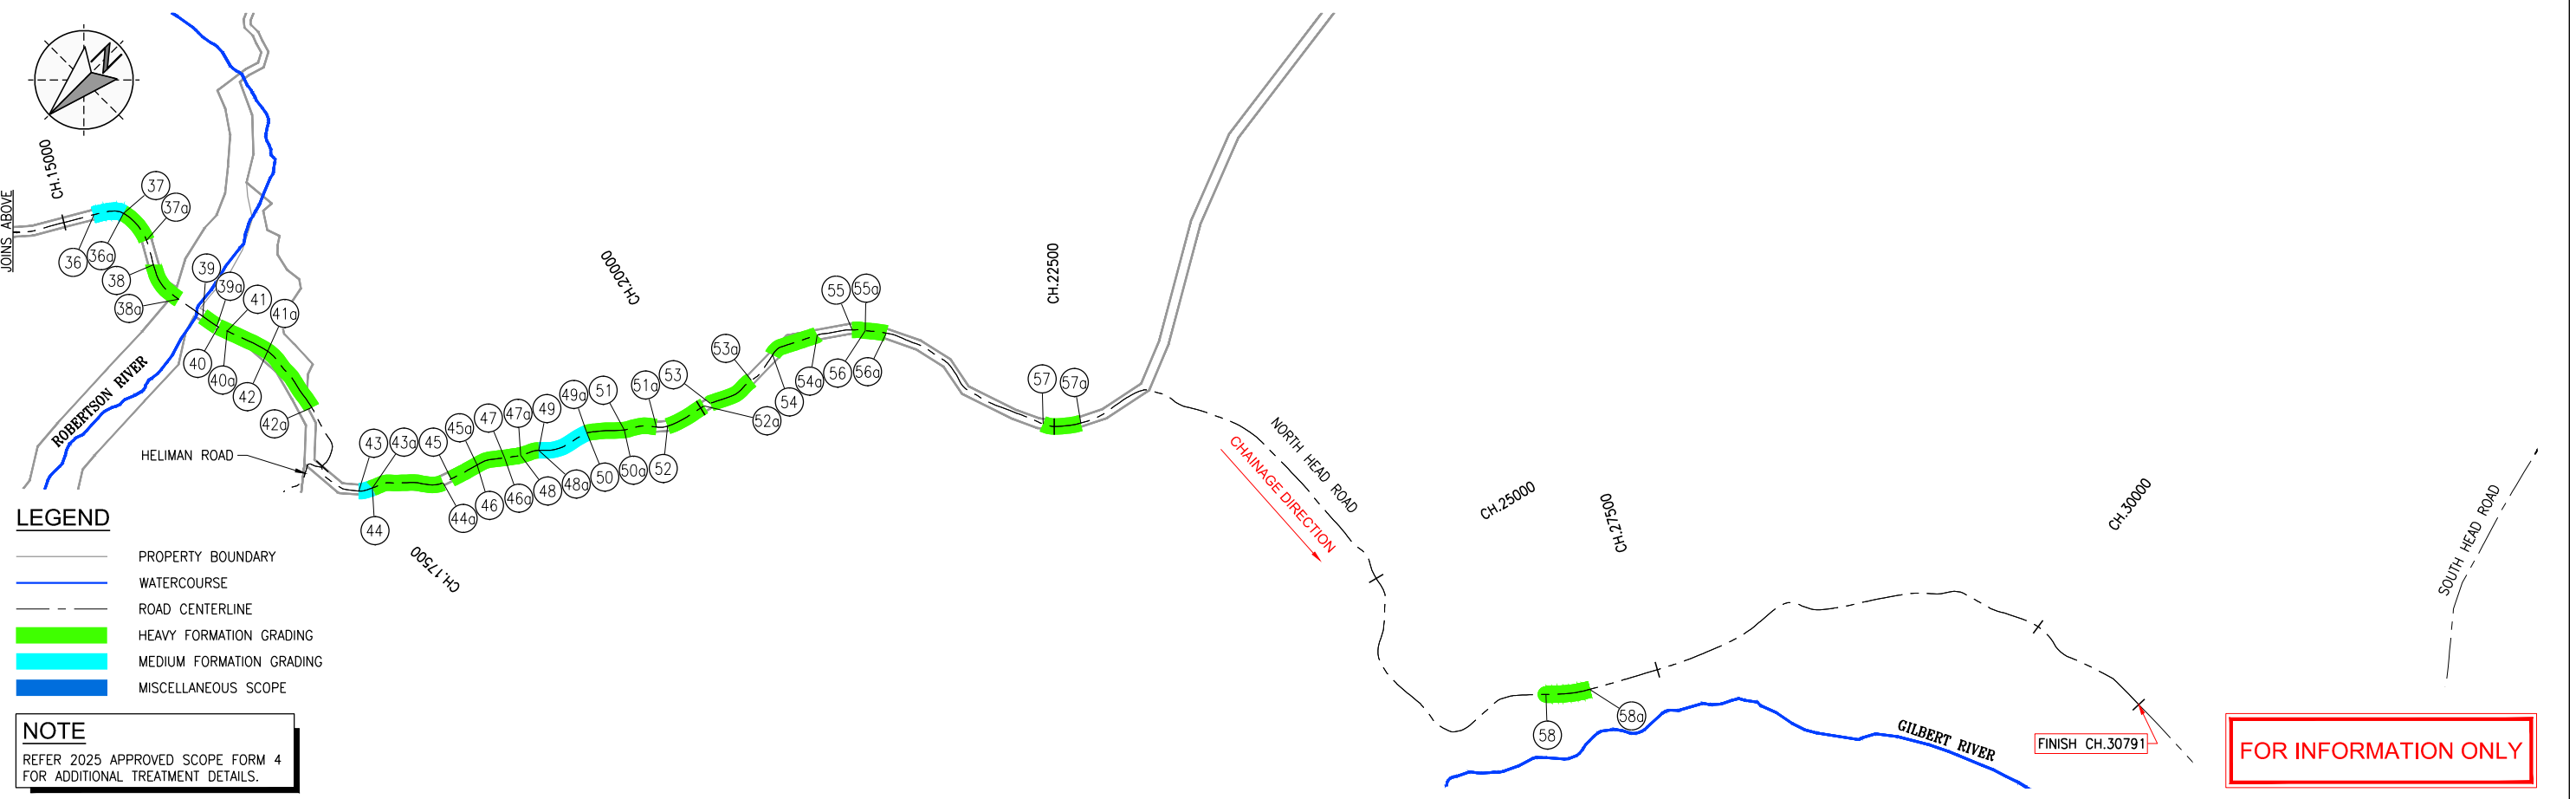 N
JOINS ABOVE
CH.15000
36
36a
37
37a
38
38a
39
39a
40
40a
41
41a
42
42a
ROBERTSON RIVER
HELIMAN ROAD
43
43a
44
44a
45
45a
46
46a
47
47a
48
48a
49
49a
50
50a
51
51a
52
52a
53
53a
54
54a
55
55a
56
56a
57
57a
CH.17500
CH.20000
CH.22500
NORTH HEAD ROAD
CHAINAGE DIRECTION
CH.25000
CH.27500
58
58a
CH.30000
GILBERT RIVER
FINISH CH.30791
SOUTH HEAD ROAD
LEGEND
PROPERTY BOUNDARY
WATERCOURSE
ROAD CENTERLINE
HEAVY FORMATION GRADING
MEDIUM FORMATION GRADING
MISCELLANEOUS SCOPE
NOTE
REFER 2025 APPROVED SCOPE FORM 4
FOR ADDITIONAL TREATMENT DETAILS.
FOR INFORMATION ONLY